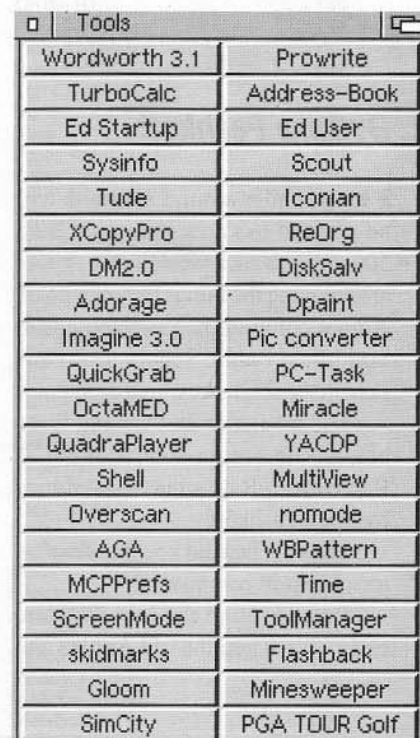 Tools
Wordworth 3.1 Prowrite
TurboCalc Address-Book
Ed Startup Ed User
Sysinfo Scout
Tude Iconian
XCopyPro ReOrg
DM2.0 DiskSalv
Adorage Dpaint
Imagine 3.0 Pic converter
QuickGrab PC-Task
OctaMED Miracle
QuadraPlayer YACDP
Shell MultiView
Overscan nomode
AGA WBPattern
MCPPrefs Time
ScreenMode ToolManager
skidmarks Flashback
Gloom Minesweeper
SimCity PGA TOUR Golf